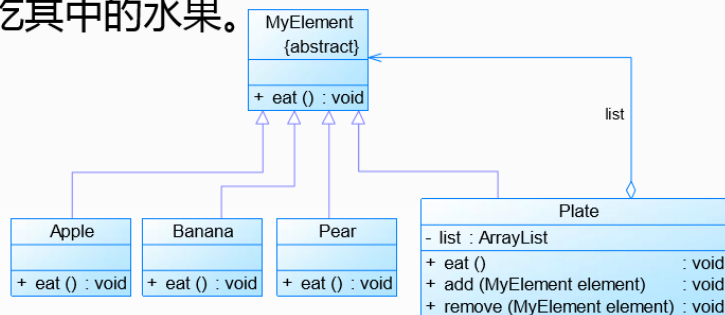 吃其中的水果。
MyElement
{abstract}
+ eat () : void
list
Apple
+ eat () : void
Banana
+ eat () : void
Pear
+ eat () : void
Plate
- list : ArrayList
+ eat () : void
+ add (MyElement element) : void
+ remove (MyElement element) : void